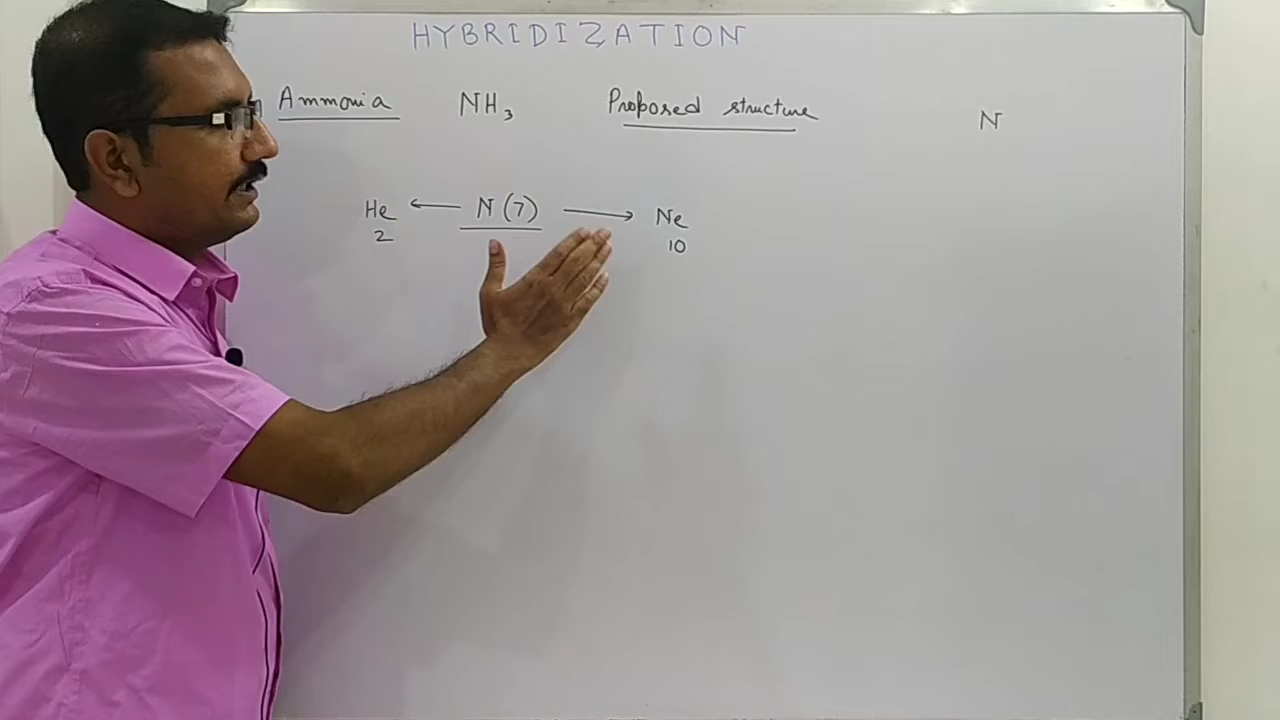 HYBRIDIZATION
Ammonia NH₃ Proposed structure N
He ← N (7) → Ne
2 10